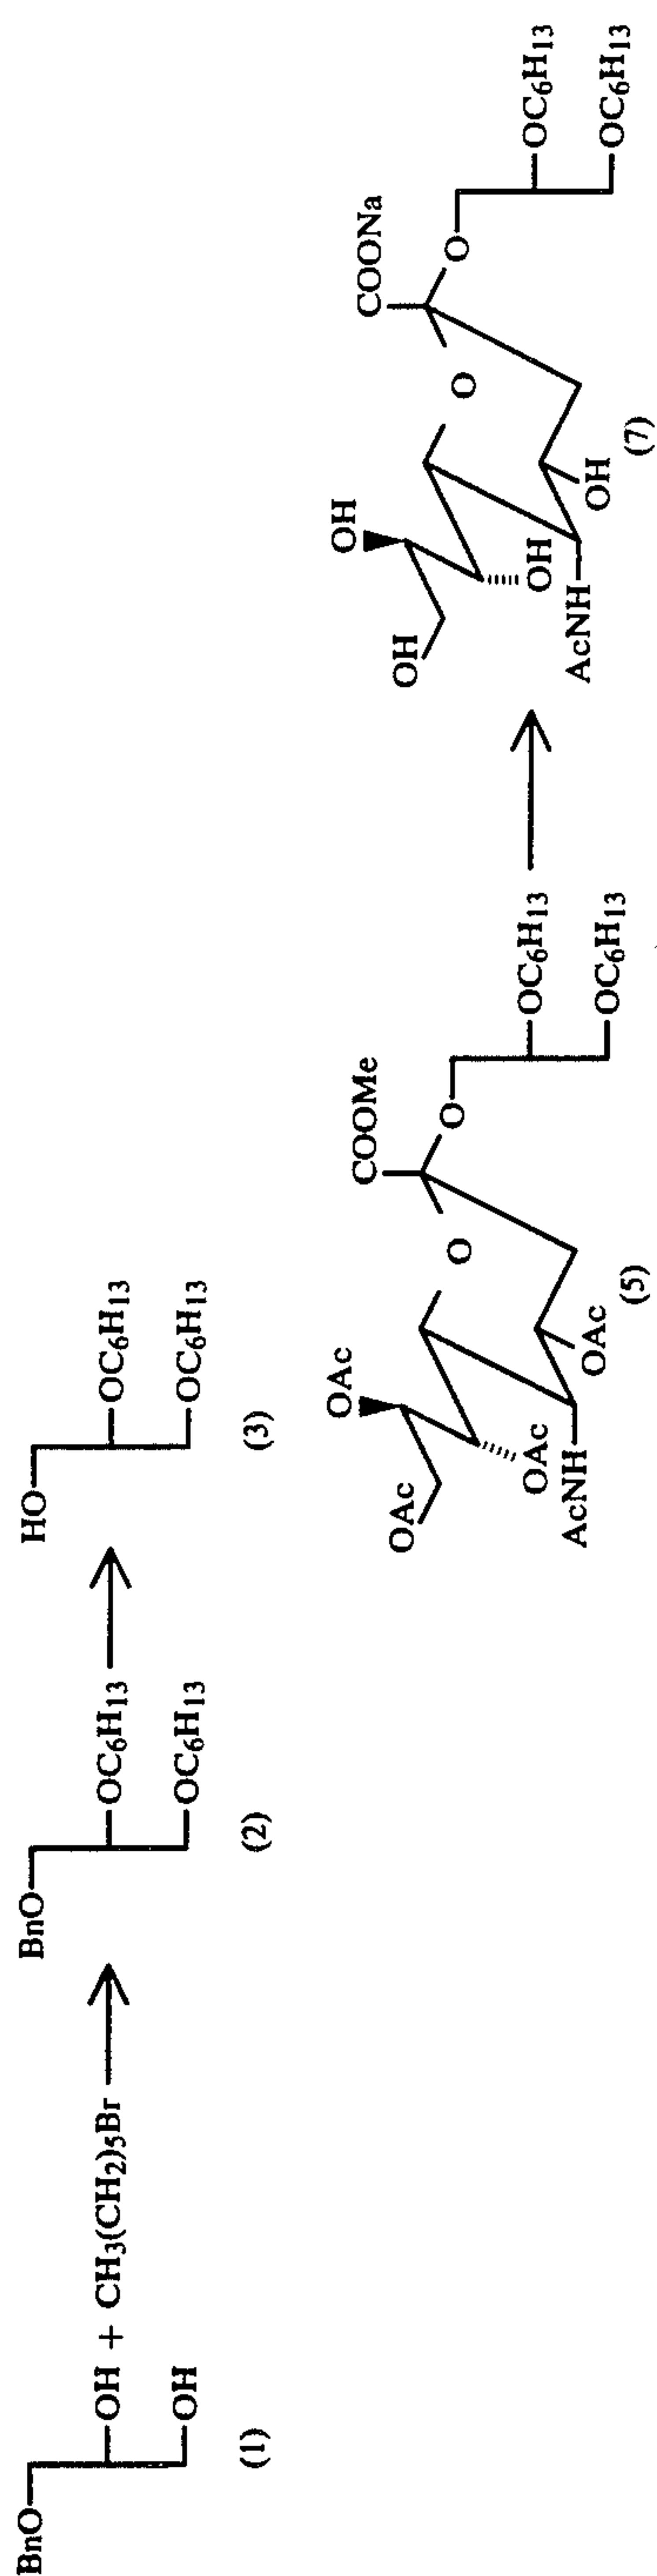 BnO
OH + CH3(CH2)5Br
OH
(1)
BnO
OC6H13
OC6H13
(2)
HO
OC6H13
OC6H13
(3)
COOMe
OAc
OAc
O
O
OC6H13
OC6H13
OAc
OAc
AcNH
(5)
COONa
OH
OH
O
O
OC6H13
OC6H13
OH
OH
AcNH
(7)